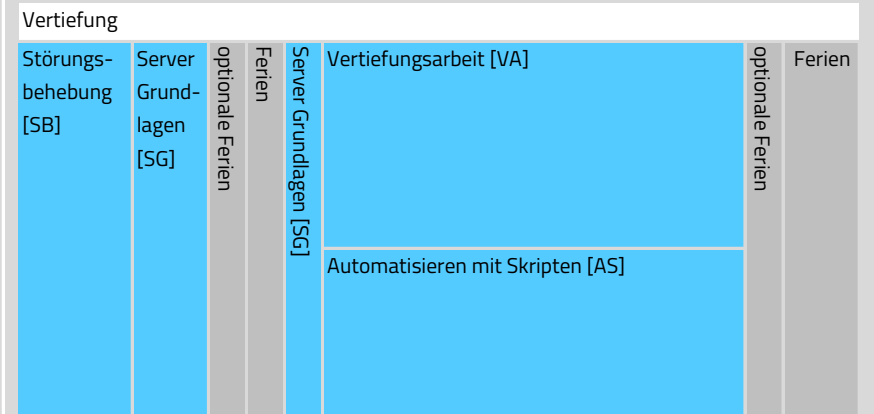 Vertiefung
Störungs-
behebung
[SB]
Server
Grund-
lagen
[SG]
optionale Ferien
Ferien
Server Grundlagen [SG]
Vertiefungsarbeit [VA]
Automatisieren mit Skripten [AS]
optionale Ferien
Ferien